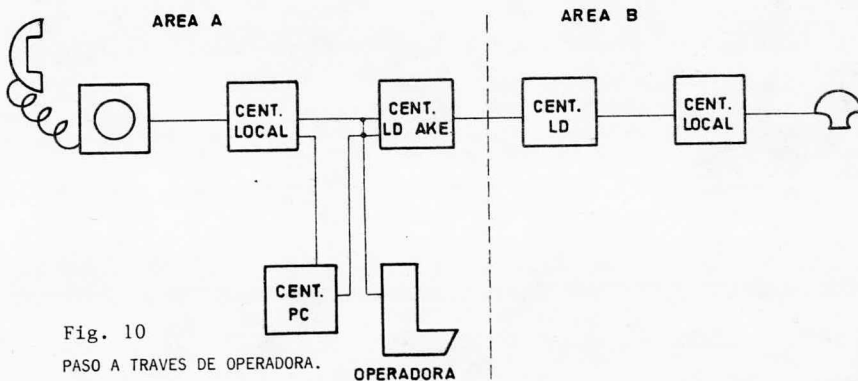 AREA A
AREA B
CENT.
LOCAL
CENT.
LD AKE
CENT.
LD
CENT.
LOCAL
CENT.
PC
OPERADORA
Fig. 10
PASO A TRAVES DE OPERADORA.